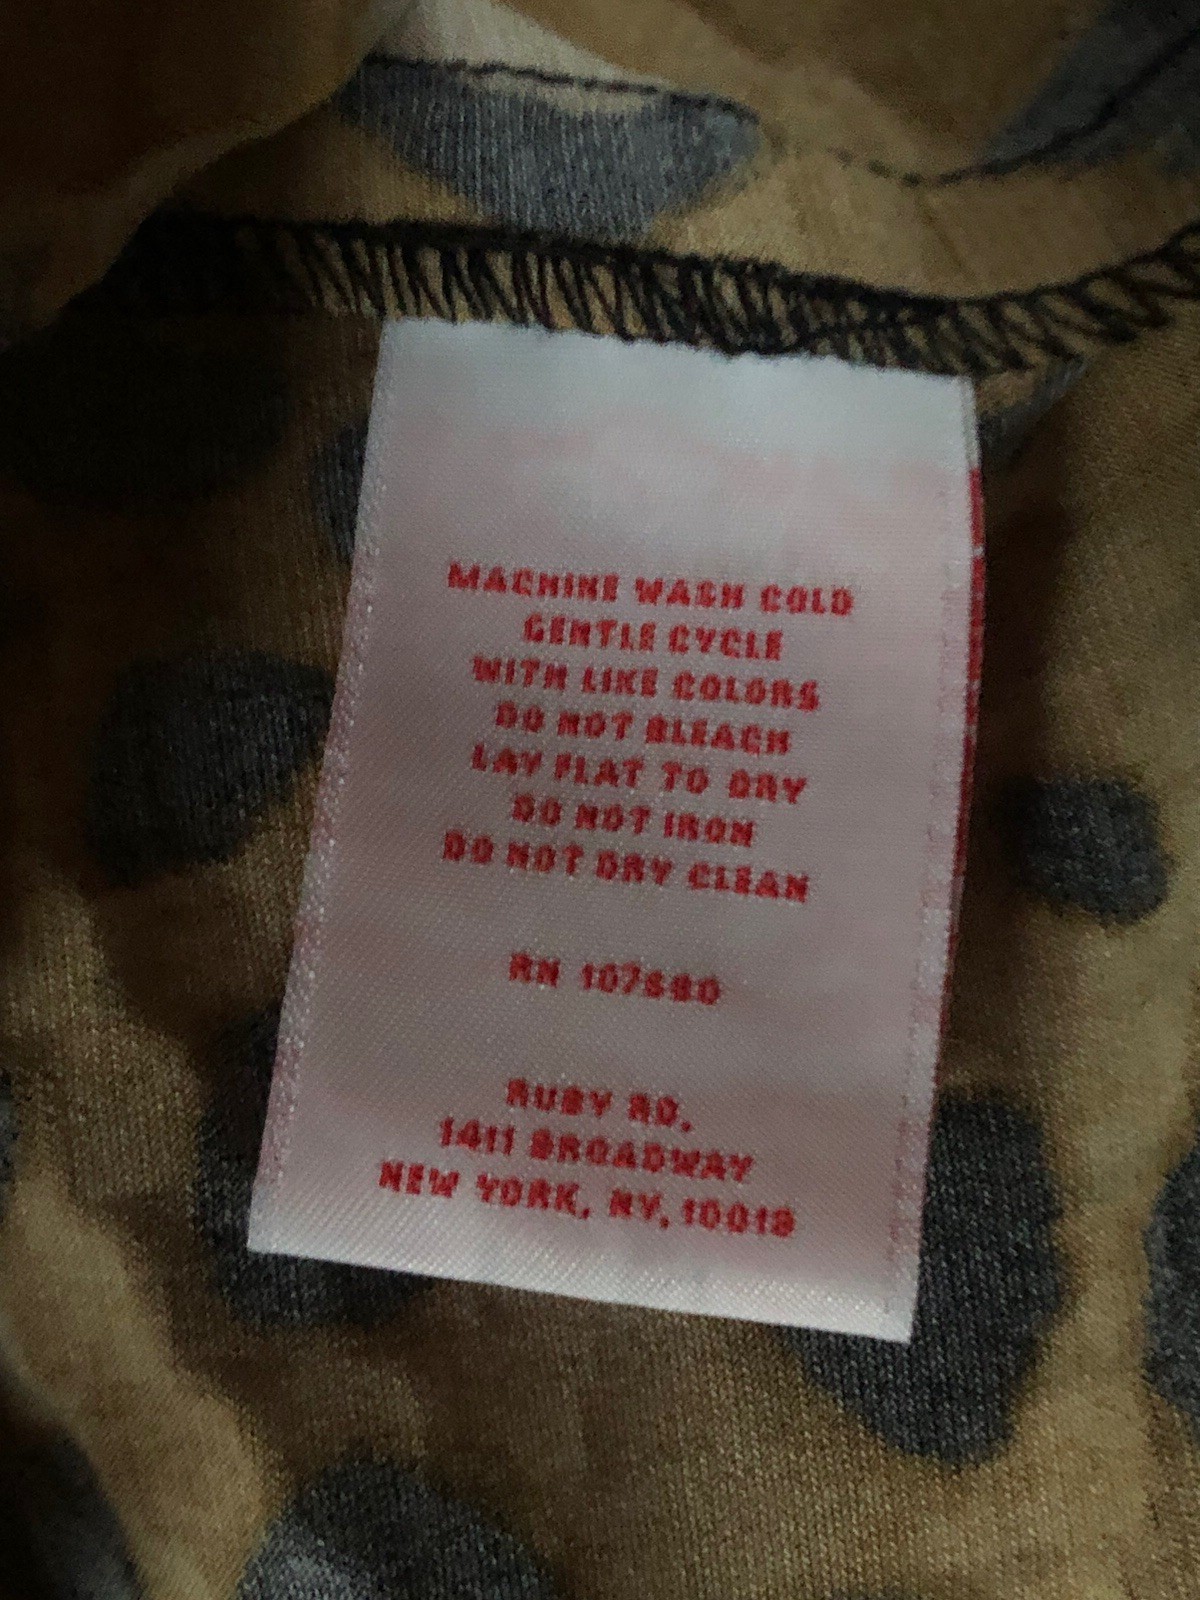 MACHINE WASH COLD
GENTLE CYCLE
WITH LIKE COLORS
DO NOT BLEACH
LAY FLAT TO DRY
DO NOT IRON
DO NOT DRY CLEAN
RN
RUBY RD.
1411 BROADWAY
NEW YORK, NY, 10018